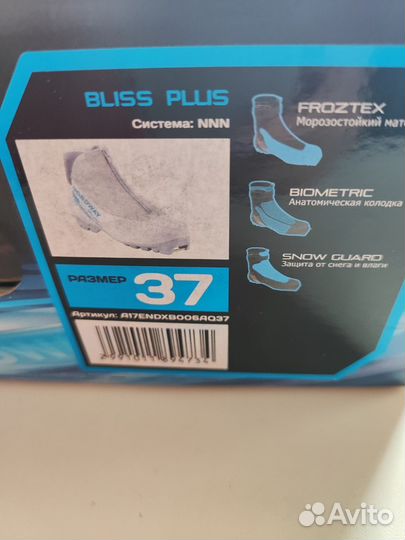 BLISS PLUS
Система: NNN
FROZTEX
Морозостойкий мат
BIOMETRIC
Анатомическая колодка
SNOW GUARD
Защита от снега и влаги
NORDWAY
РАЗМЕР
37
Артикул: A17ENDXB006AQ37
Avito